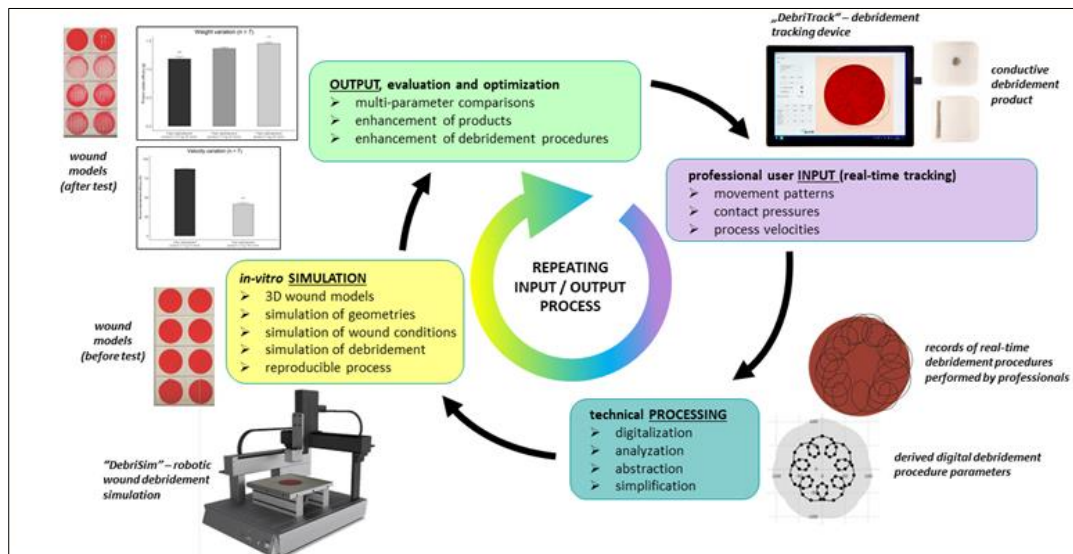 Weight variation (n = 7)
wound
models
(after test)
Velocity variation (n = 7)
OUTPUT, evaluation and optimization
➢ multi-parameter comparisons
➢ enhancement of products
➢ enhancement of debridement procedures
„DebriTrack" – debridement
tracking device
conductive
debridement
product
professional user INPUT (real-time tracking)
➢ movement patterns
➢ contact pressures
➢ process velocities
REPEATING
INPUT / OUTPUT
PROCESS
in-vitro SIMULATION
➢ 3D wound models
➢ simulation of geometries
➢ simulation of wound conditions
➢ simulation of debridement
➢ reproducible process
wound
models
(before test)
records of real-time
debridement procedures
performed by professionals
technical PROCESSING
➢ digitalization
➢ analyzation
➢ abstraction
➢ simplification
derived digital debridement
procedure parameters
"DebriSim" – robotic
wound debridement
simulation